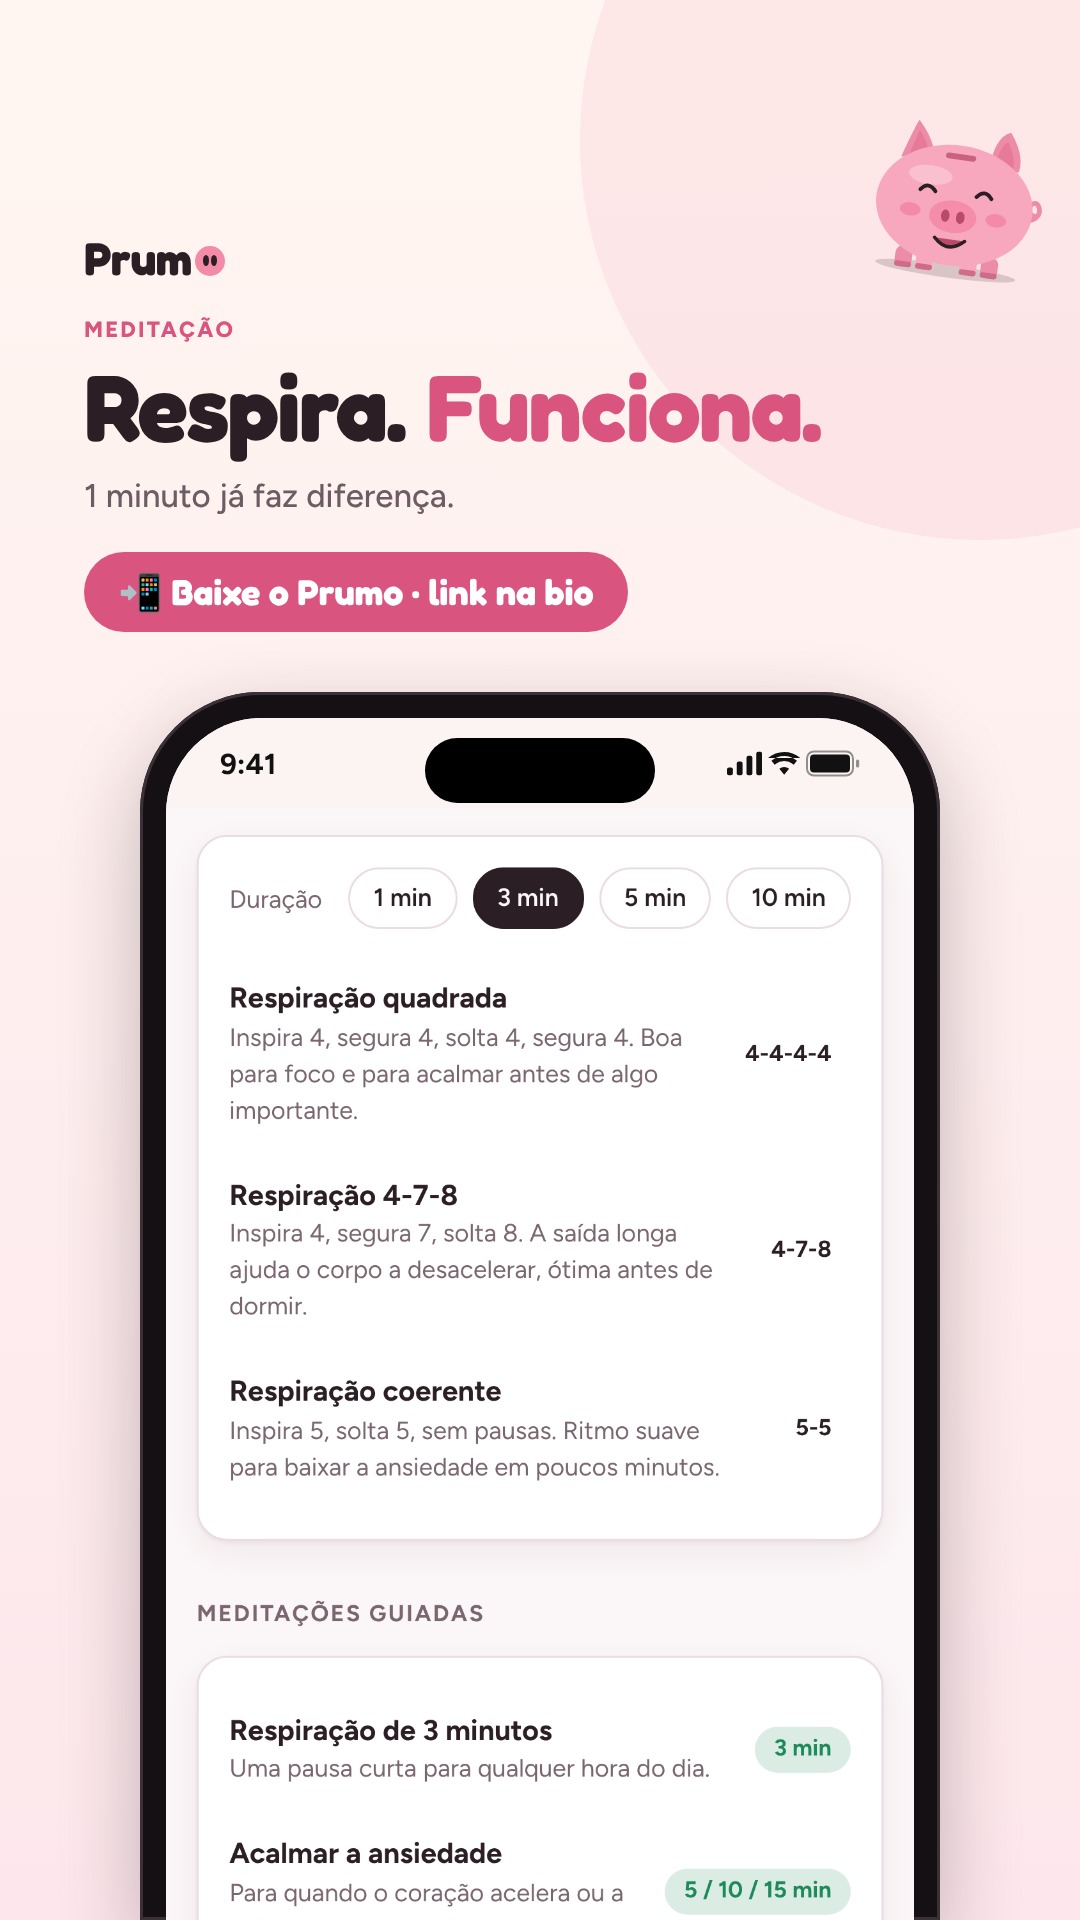 Prumo
MEDITAÇÃO
Respira. Funciona.
1 minuto já faz diferença.
Baixe o Prumo · link na bio
9:41
Duração 1 min 3 min 5 min 10 min
Respiração quadrada
Inspira 4, segura 4, solta 4, segura 4. Boa
para foco e para acalmar antes de algo
importante.
4-4-4-4
Respiração 4-7-8
Inspira 4, segura 7, solta 8. A saída longa
ajuda o corpo a desacelerar, ótima antes de
dormir.
4-7-8
Respiração coerente
Inspira 5, solta 5, sem pausas. Ritmo suave
para baixar a ansiedade em poucos minutos.
5-5
MEDITAÇÕES GUIADAS
Respiração de 3 minutos
Uma pausa curta para qualquer hora do dia.
3 min
Acalmar a ansiedade
Para quando o coração acelera ou a
5 / 10 / 15 min